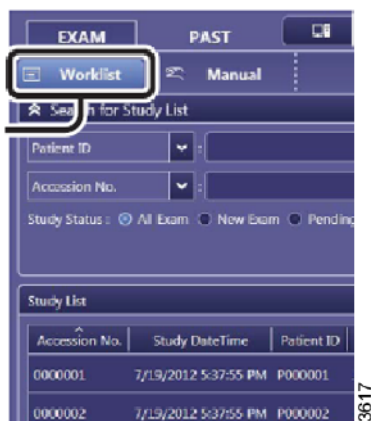 EXAM PAST
Worklist Manual
Search for Study List
Patient ID :
Accession No. :
Study Status : All Exam New Exam Pending
Study List
Accession No. Study DateTime Patient ID
0000001 7/19/2012 5:37:55 PM P000001
0000002 7/19/2012 5:37:55 PM P000002
3617